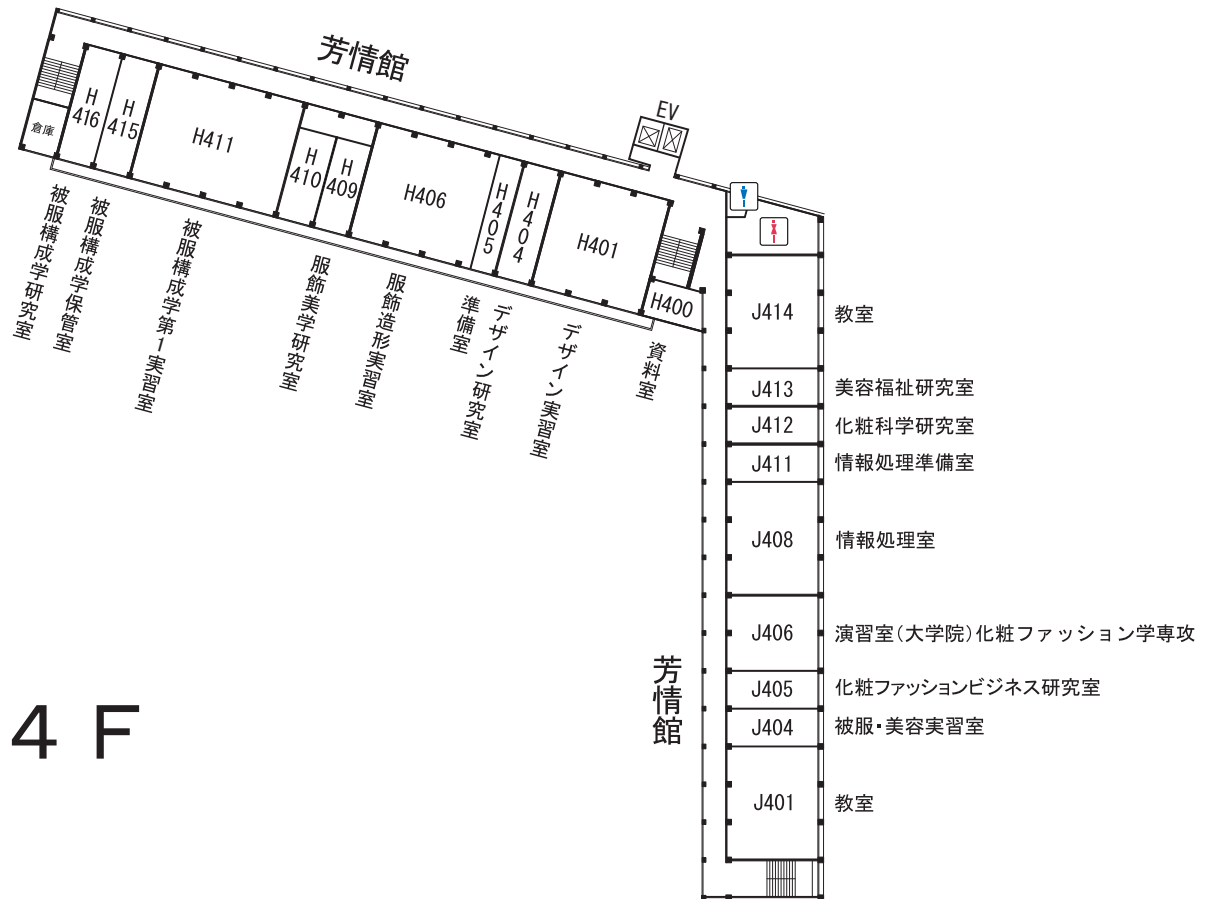 芳情館
EV
H416
H415
H411
H410
H409
H406
H405
H404
H401
H400
倉庫
被服構成学研究室
被服構成学保管室
被服構成学第1実習室
服飾美学研究室
服飾造形実習室
準備室
デザイン研究室
デザイン実習室
資料室
J414 教室
J413 美容福祉研究室
J412 化粧科学研究室
J411 情報処理準備室
J408 情報処理室
J406 演習室(大学院)化粧ファッション学専攻
J405 化粧ファッションビジネス研究室
J404 被服・美容実習室
J401 教室
芳情館
4F